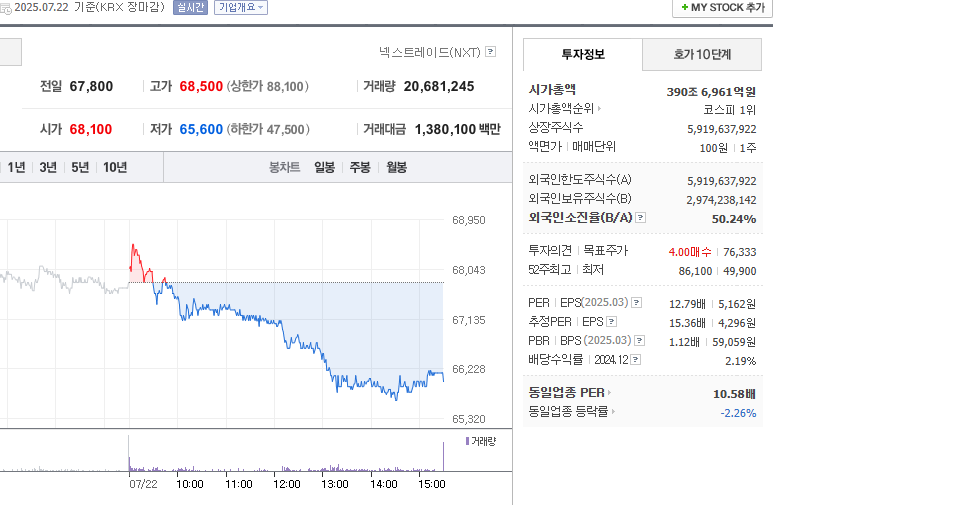 2025.07.22 기준(KRX 장마감) 실시간 기업개요
+ MY STOCK 추가
넥스트레이드(NXT) ?
전일 67,800 고가 68,500 (상한가 88,100) 거래량 20,681,245
시가 68,100 저가 65,600 (하한가 47,500) 거래대금 1,380,100 백만
1년 3년 5년 10년 봉차트 일봉 주봉 월봉
68,950
68,043
67,135
66,228
65,320
거래량
07/22 10:00 11:00 12:00 13:00 14:00 15:00
투자정보 호가 10단계
시가총액 390조 6,961억원
시가총액순위 코스피 1위
상장주식수 5,919,637,922
액면가 매매단위 100원 1주
외국인한도주식수(A) 5,919,637,922
외국인보유주식수(B) 2,974,238,142
외국인소진율(B/A) ? 50.24%
투자의견 목표주가 4.00매수 76,333
52주최고 최저 86,100 49,900
PER EPS(2025.03) ? 12.79배 5,162원
추정PER EPS ? 15.36배 4,296원
PBR BPS (2025.03) ? 1.12배 59,059원
배당수익률 2024.12 ? 2.19%
동일업종 PER 10.58배
동일업종 등락률 -2.26%